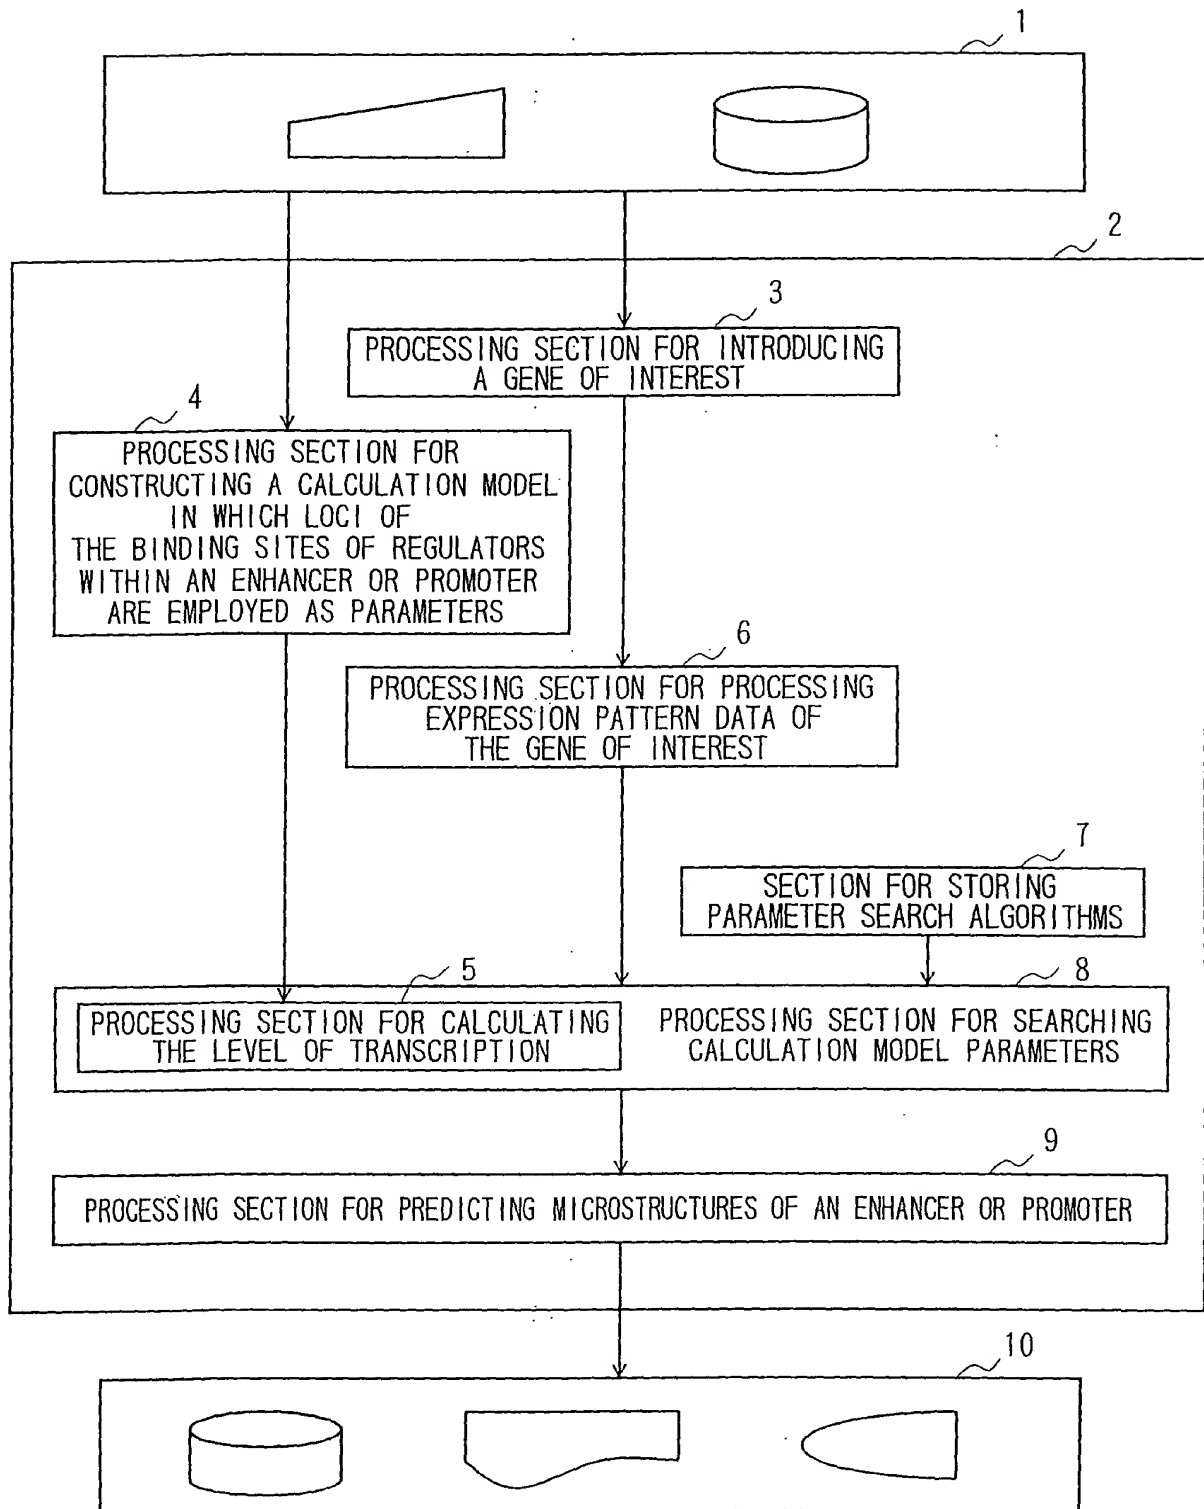 1
2
3
PROCESSING SECTION FOR INTRODUCING
A GENE OF INTEREST
4
PROCESSING SECTION FOR
CONSTRUCTING A CALCULATION MODEL
IN WHICH LOCI OF
THE BINDING SITES OF REGULATORS
WITHIN AN ENHANCER OR PROMOTER
ARE EMPLOYED AS PARAMETERS
6
PROCESSING SECTION FOR PROCESSING
EXPRESSION PATTERN DATA OF
THE GENE OF INTEREST
7
SECTION FOR STORING
PARAMETER SEARCH ALGORITHMS
5
PROCESSING SECTION FOR CALCULATING
THE LEVEL OF TRANSCRIPTION
8
PROCESSING SECTION FOR SEARCHING
CALCULATION MODEL PARAMETERS
9
PROCESSING SECTION FOR PREDICTING MICROSTRUCTURES OF AN ENHANCER OR PROMOTER
10